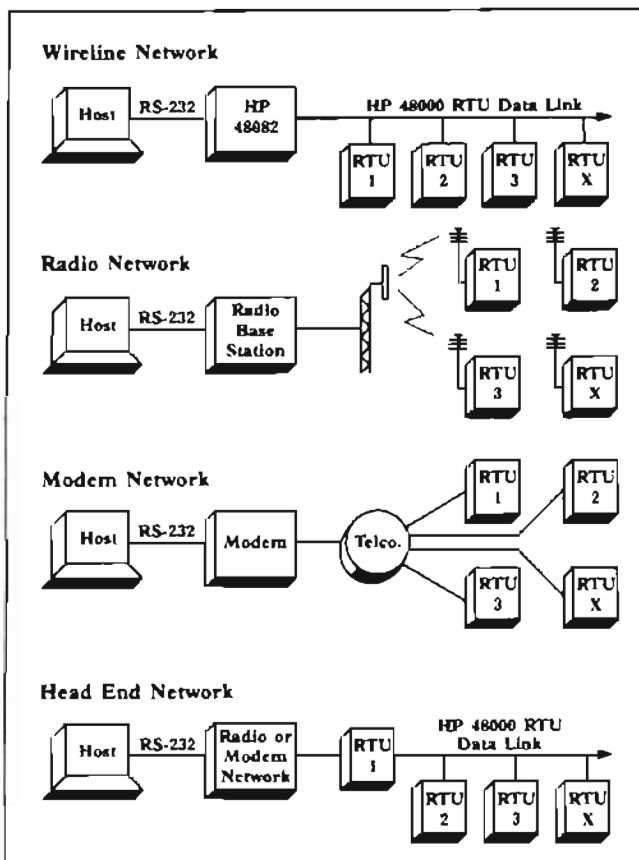 Wireline Network
Host
RS-232
HP
48082
HP 48000 RTU Data Link
RTU
1
RTU
2
RTU
3
RTU
X
Radio Network
Host
RS-232
Radio
Base
Station
RTU
1
RTU
2
RTU
3
RTU
X
Modem Network
Host
RS-232
Modem
Telco.
RTU
1
RTU
2
RTU
3
RTU
X
Head End Network
Host
RS-232
Radio or
Modem
Network
RTU
1
HP 48000 RTU
Data Link
RTU
2
RTU
3
RTU
X